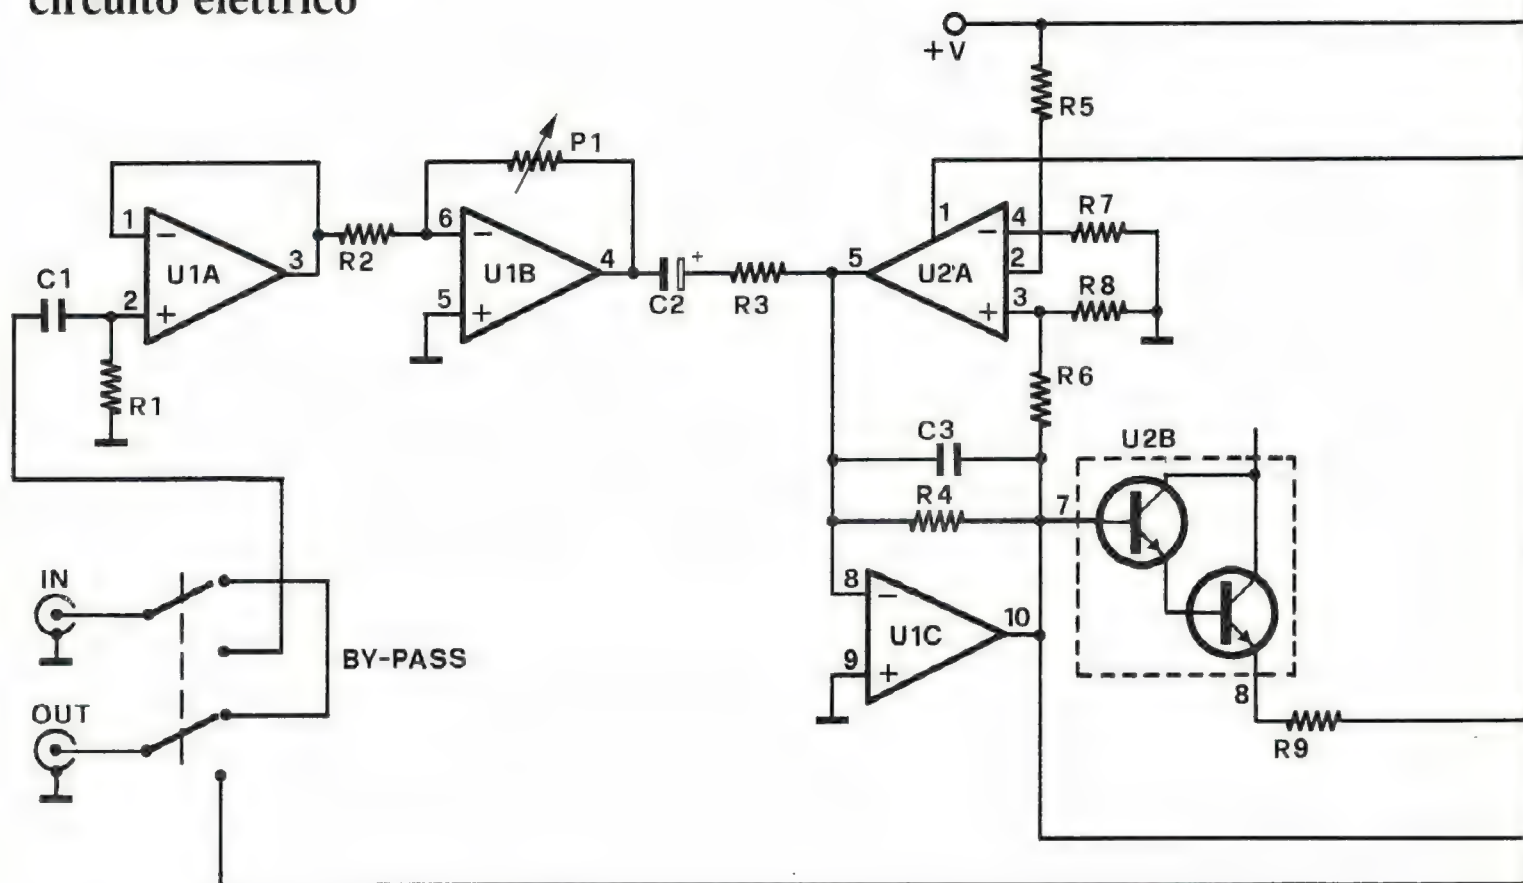 circuito elettrico
+V
R5
P1
1
U1A
3
2
C1
R1
R2
6
U1B
4
5
+
C2
R3
5
1
U2A
4
2
3
R7
R8
R6
C3
R4
U2B
7
8
U1C
10
9
8
R9
IN
OUT
BY-PASS